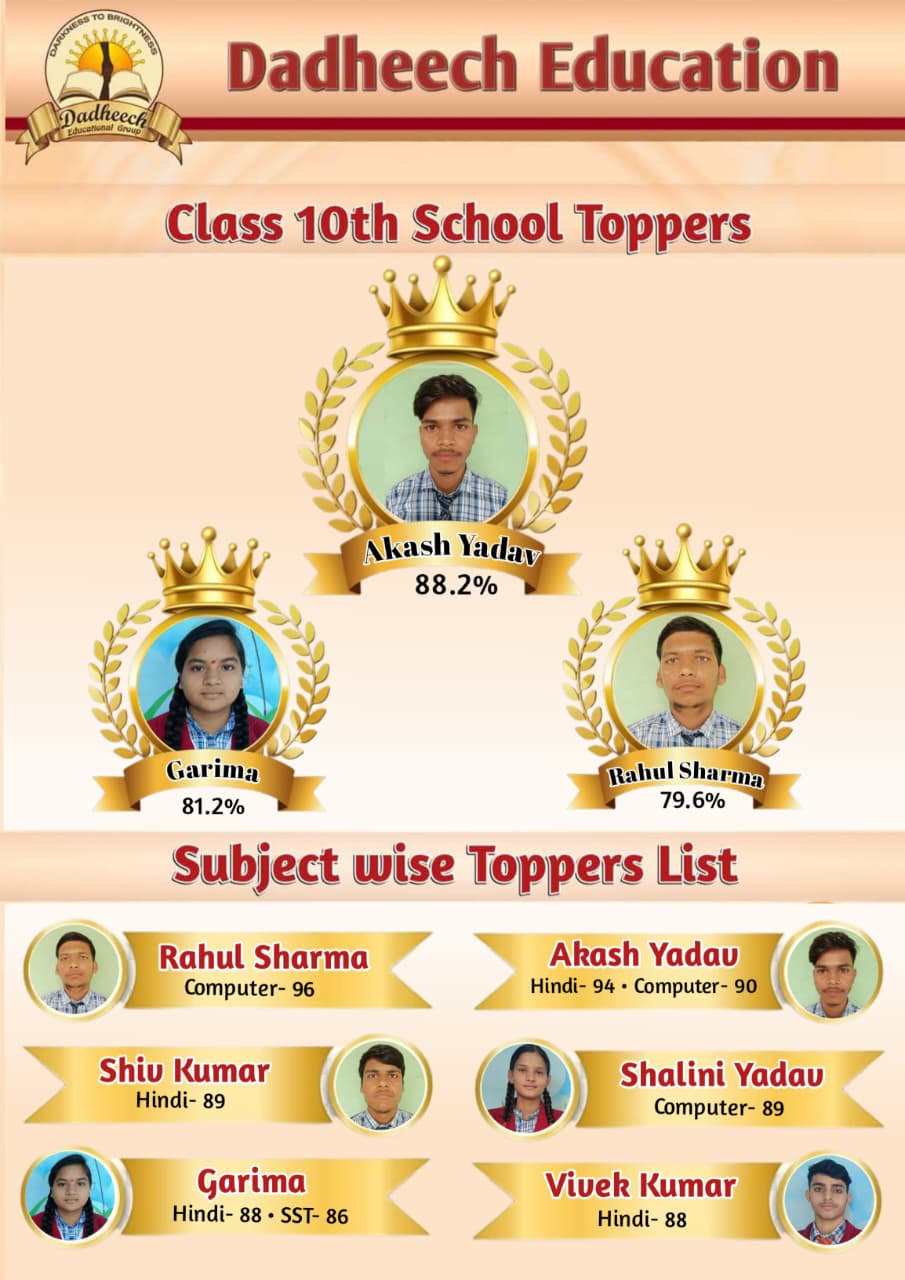 DARKNESS TO BRIGHTNESS
Dadheech
Educational Group
Dadheech Education
Class 10th School Toppers
Akash Yadav
88.2%
Garima
81.2%
Rahul Sharma
79.6%
Subject wise Toppers List
Rahul Sharma
Computer- 96
Akash Yadav
Hindi- 94 • Computer- 90
Shiv Kumar
Hindi- 89
Shalini Yadav
Computer- 89
Garima
Hindi- 88 • SST- 86
Vivek Kumar
Hindi- 88